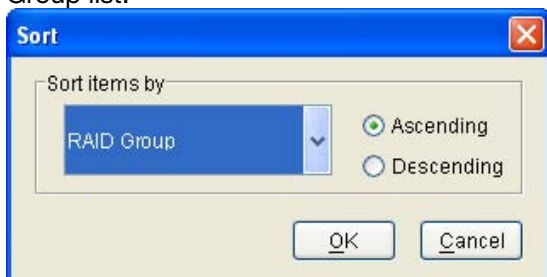 Group list.
Sort
Sort items by
RAID Group
Ascending
Descending
OK
Cancel